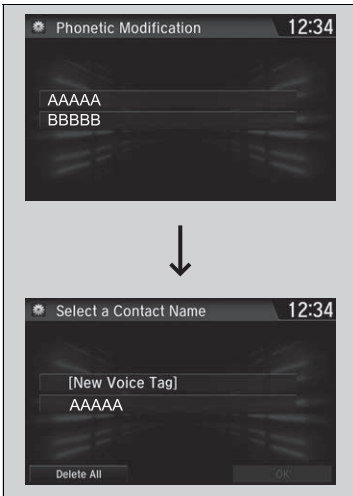 Phonetic Modification 12:34
AAAAA
BBBBB
Select a Contact Name 12:34
[New Voice Tag]
AAAAA
Delete All OK